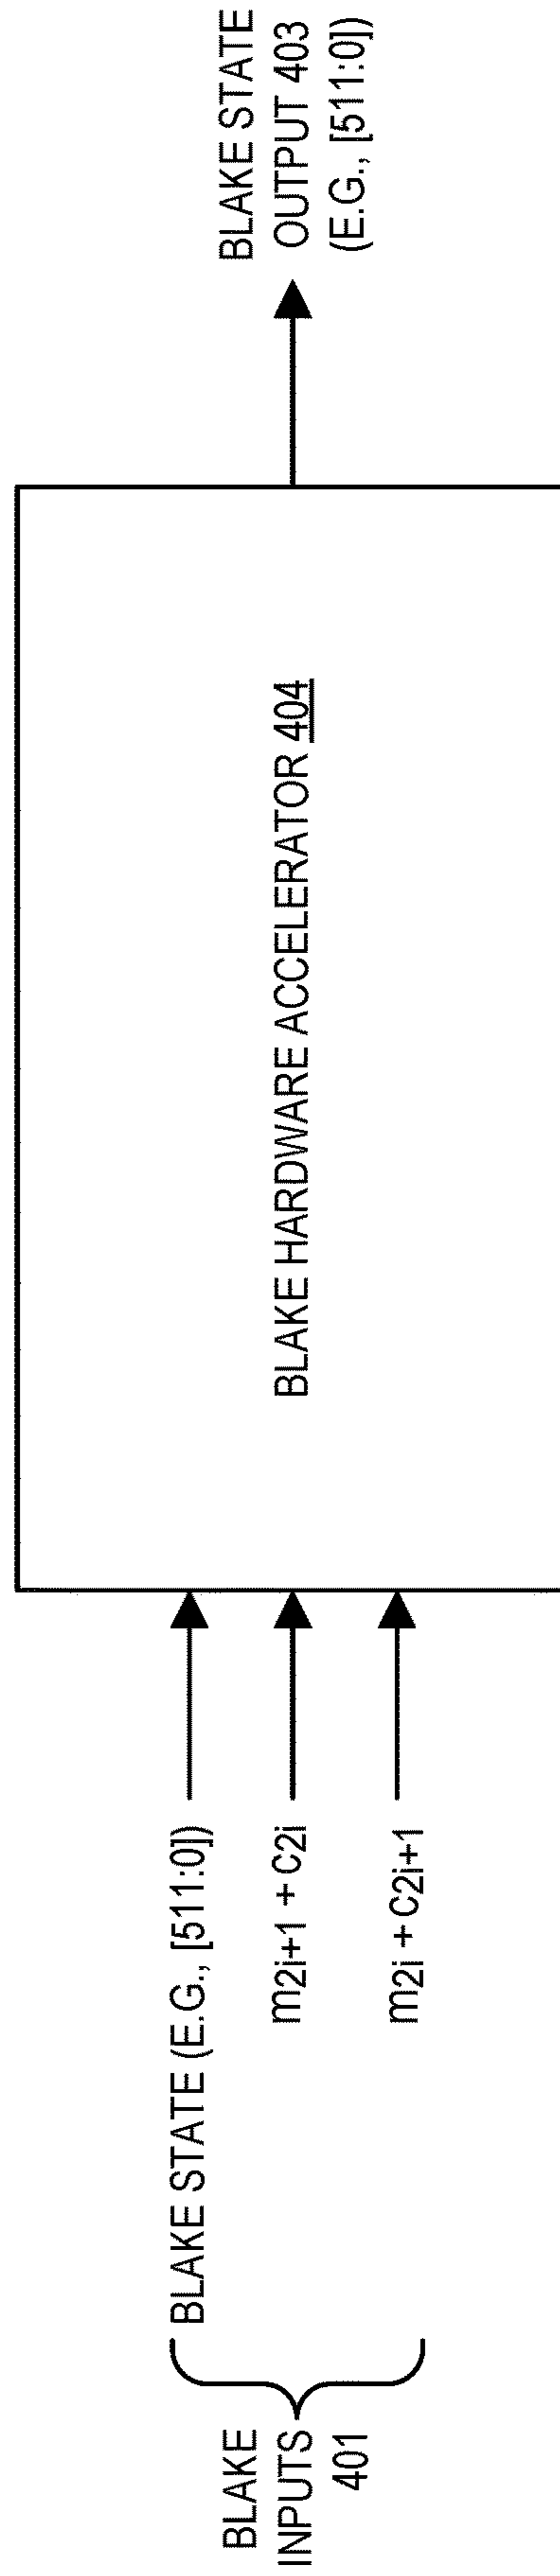 BLAKE
INPUTS
401
BLAKE STATE (E.G., [511:0])
m2i+1 + c2i
m2i + c2i+1
BLAKE HARDWARE ACCELERATOR 404
BLAKE STATE
OUTPUT 403
(E.G., [511:0])